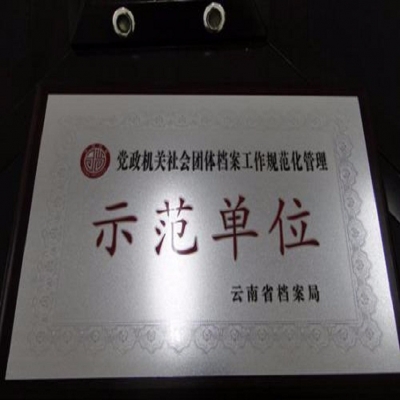 党政机关社会团体档案工作规范化管理
示范单位
云南省档案局